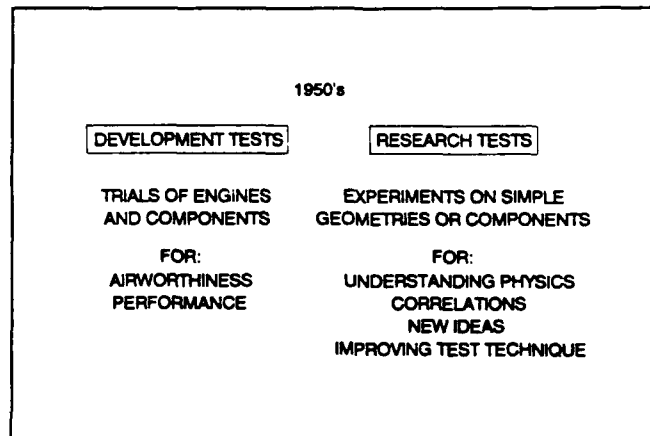 1950's
DEVELOPMENT TESTS
TRIALS OF ENGINES
AND COMPONENTS
FOR:
AIRWORTHINESS
PERFORMANCE
RESEARCH TESTS
EXPERIMENTS ON SIMPLE
GEOMETRIES OR COMPONENTS
FOR:
UNDERSTANDING PHYSICS
CORRELATIONS
NEW IDEAS
IMPROVING TEST TECHNIQUE